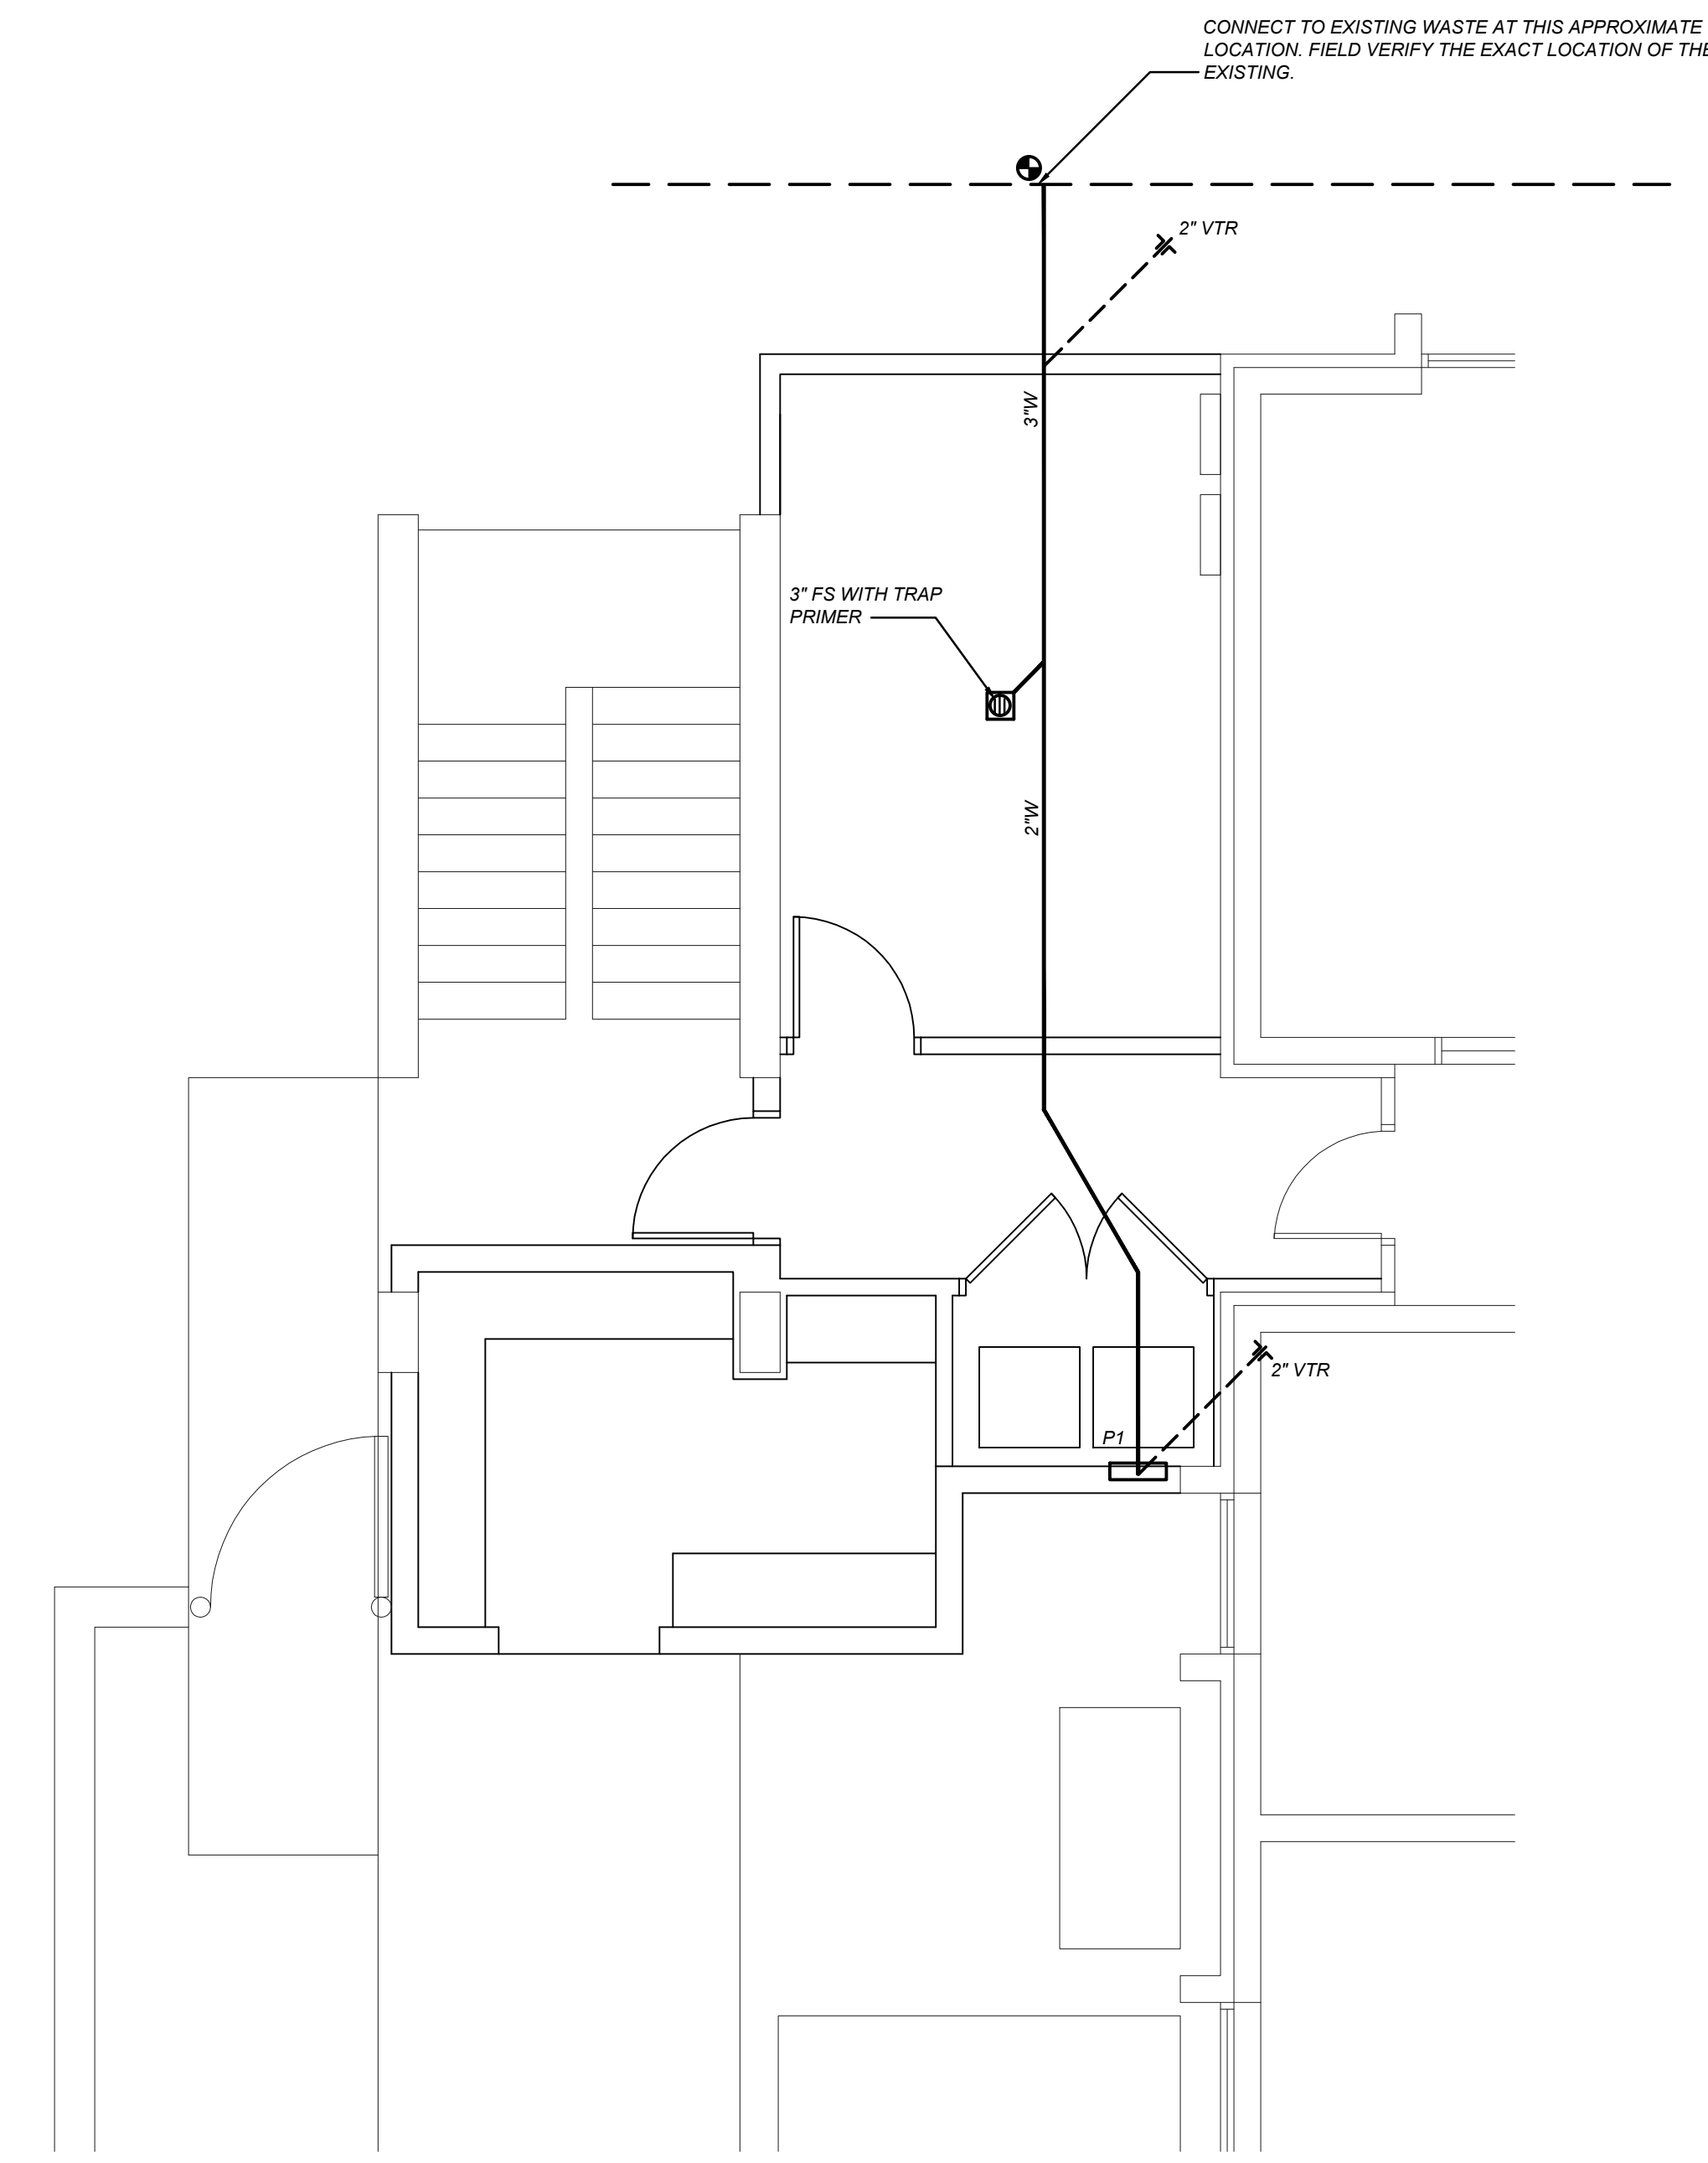 CONNECT TO EXISTING WASTE AT THIS APPROXIMATE
LOCATION. FIELD VERIFY THE EXACT LOCATION OF THE
EXISTING.
2" VTR
3"W
3" FS WITH TRAP
PRIMER
2"W
2" VTR
P1